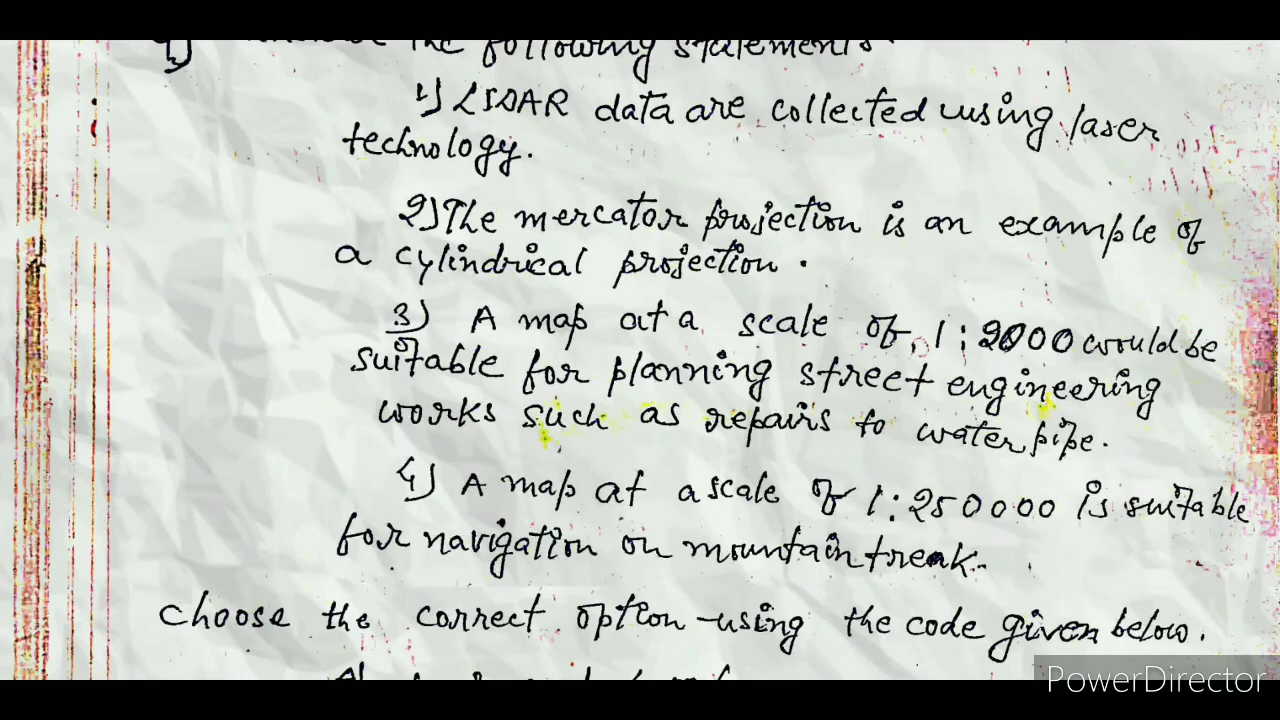 the following statements.
1) LIDAR data are collected using laser
technology.
2) The mercator projection is an example of
a cylindrical projection.
3) A map at a scale of 1:2000 would be
suitable for planning street engineering
works such as repairs to water pipe.
4) A map at a scale of 1:250000 is suitable
for navigation on mountain
Choose the correct option using the code given below.
PowerDirector